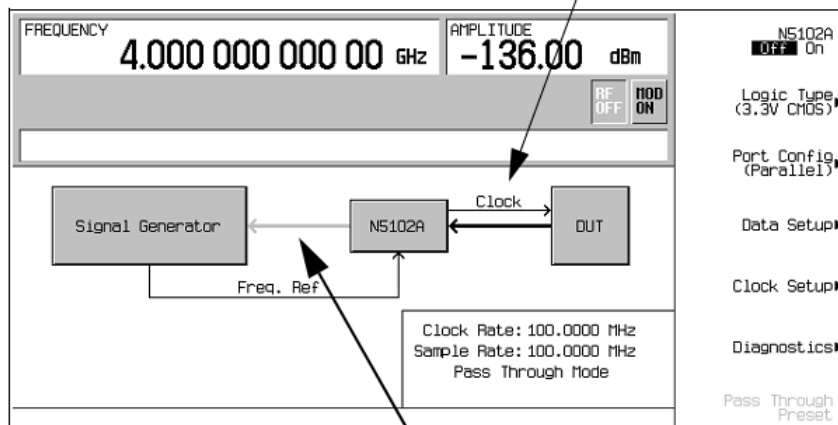 FREQUENCY
4.000 000 000 00 GHz
AMPLITUDE
-136.00 dBm
RF OFF
MOD ON
Signal Generator
N5102A
Clock
DUT
Freq. Ref
Clock Rate: 100.0000 MHz
Sample Rate: 100.0000 MHz
Pass Through Mode
N5102A
Off On
Logic Type
(3.3V CMOS)
Port Config
(Parallel)
Data Setup
Clock Setup
Diagnostics
Pass Through
Preset